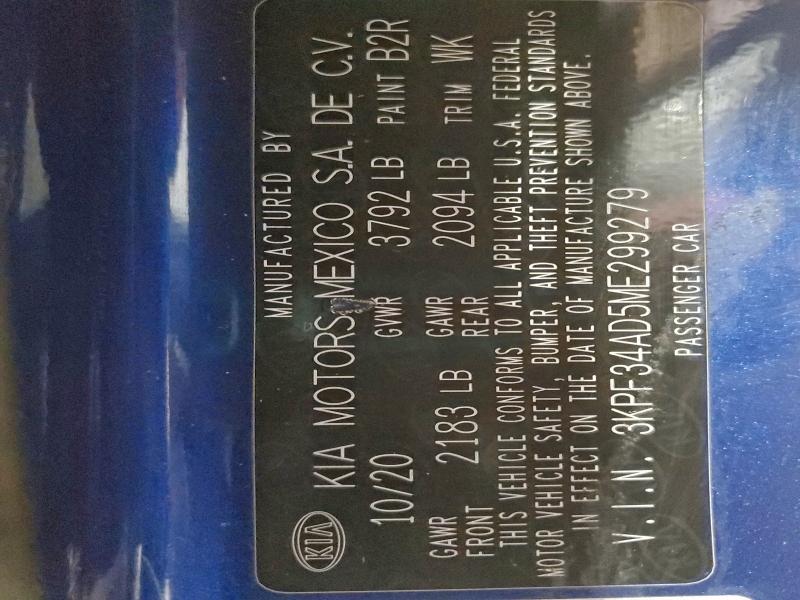 MANUFACTURED BY
KIA
KIA MOTORS MEXICO S.A. DE C.V.
10/20 GVWR 3792 LB PAINT B2R
GAWR FRONT 2183 LB GAWR REAR 2094 LB TRIM WK
THIS VEHICLE CONFORMS TO ALL APPLICABLE U.S.A. FEDERAL
MOTOR VEHICLE SAFETY, BUMPER, AND THEFT PREVENTION STANDARDS
IN EFFECT ON THE DATE OF MANUFACTURE SHOWN ABOVE.
V.I.N. 3KPF34AD5ME299279
PASSENGER CAR